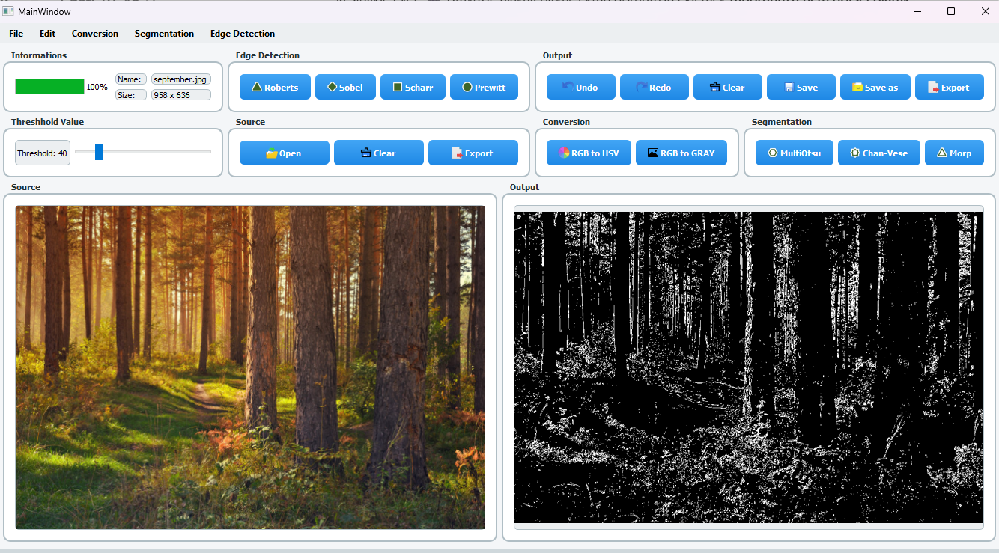 MainWindow
File Edit Conversion Segmentation Edge Detection
Informations Edge Detection Output
100% Name: september.jpg
Size: 958 x 636
Roberts Sobel Scharr Prewitt
Undo Redo Clear Save Save as Export
Threshhold Value Source Conversion Segmentation
Threshold: 40
Open Clear Export
RGB to HSV RGB to GRAY
MultiOtsu Chan-Vese Morp
Source Output